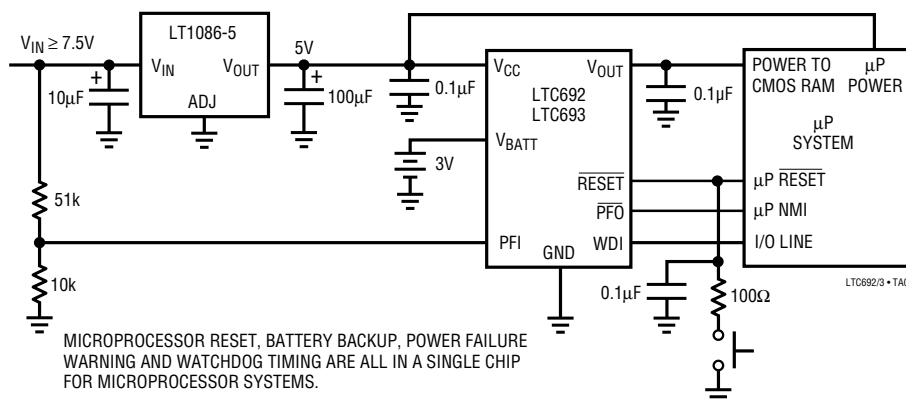 V_IN ≥ 7.5V
LT1086-5
V_IN
V_OUT
ADJ
5V
+
10µF
+
100µF
0.1µF
V_CC
V_OUT
LTC692
LTC693
V_BATT
3V
RESET
PFO
PFI
WDI
GND
0.1µF
POWER TO
CMOS RAM
µP
POWER
µP
SYSTEM
µP RESET
µP NMI
I/O LINE
51k
10k
0.1µF
100Ω
LTC692/3 • TA0
MICROPROCESSOR RESET, BATTERY BACKUP, POWER FAILURE
WARNING AND WATCHDOG TIMING ARE ALL IN A SINGLE CHIP
FOR MICROPROCESSOR SYSTEMS.